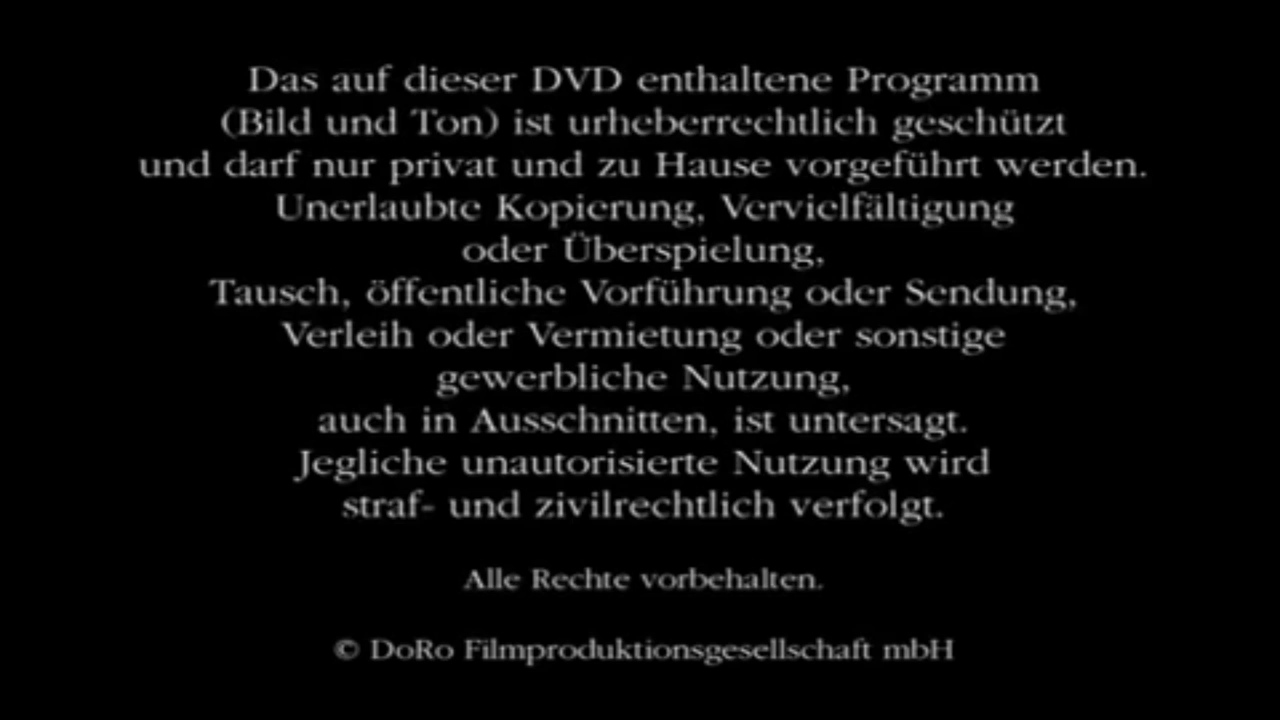 Das auf dieser DVD enthaltene Programm
(Bild und Ton) ist urheberrechtlich geschützt
und darf nur privat und zu Hause vorgeführt werden.
Unerlaubte Kopierung, Vervielfältigung
oder Überspielung,
Tausch, öffentliche Vorführung oder Sendung,
Verleih oder Vermietung oder sonstige
gewerbliche Nutzung,
auch in Ausschnitten, ist untersagt.
Jegliche unautorisierte Nutzung wird
straf- und zivilrechtlich verfolgt.
Alle Rechte vorbehalten.
© DoRo Filmproduktionsgesellschaft mbH